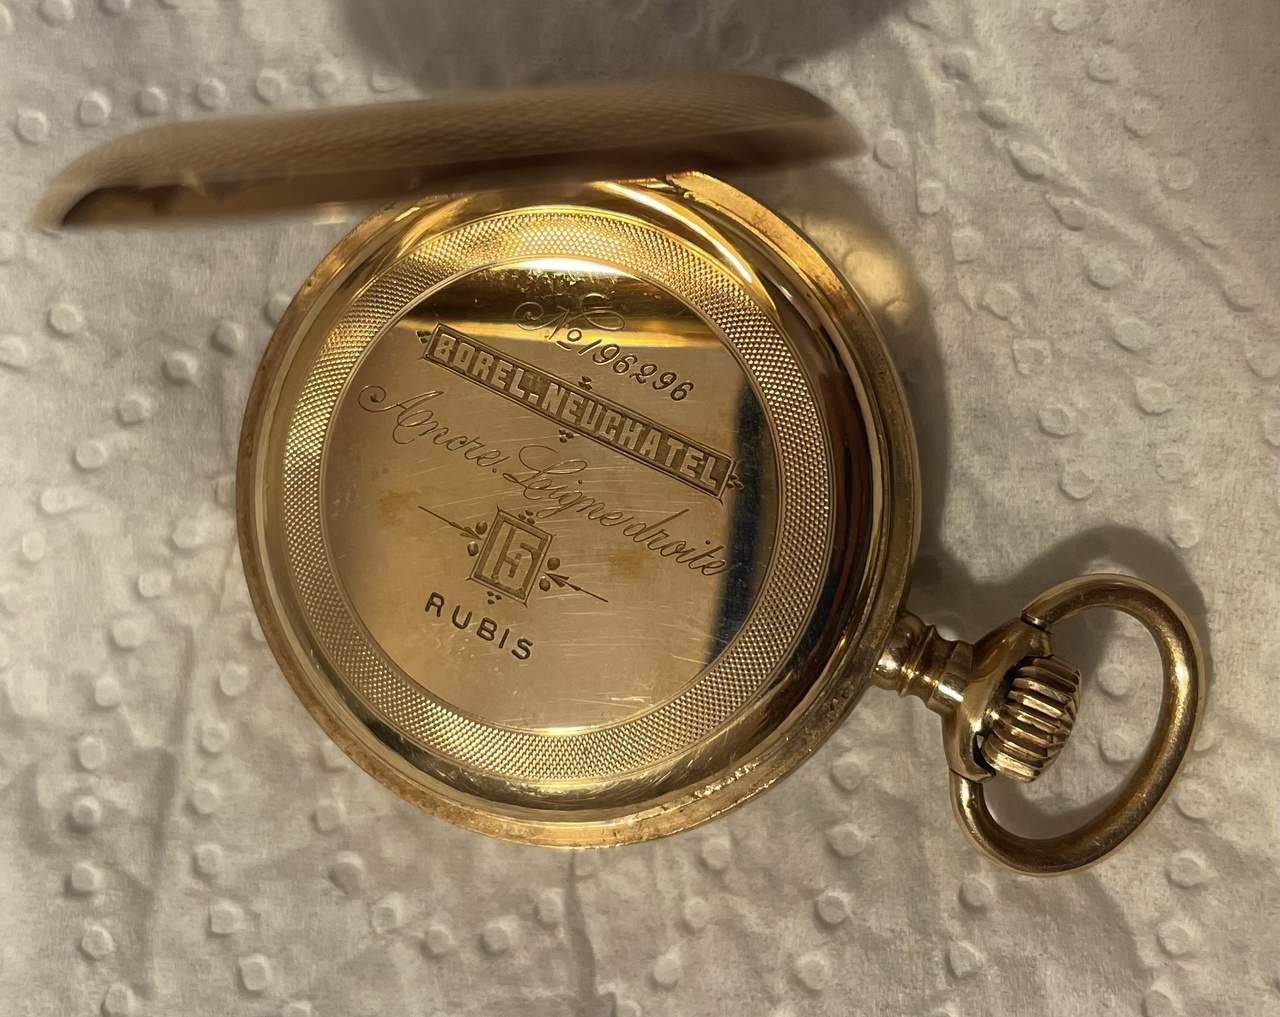 No 196296
BOREL. NEUCHATEL
Ancre, Ligne droite
15
RUBIS